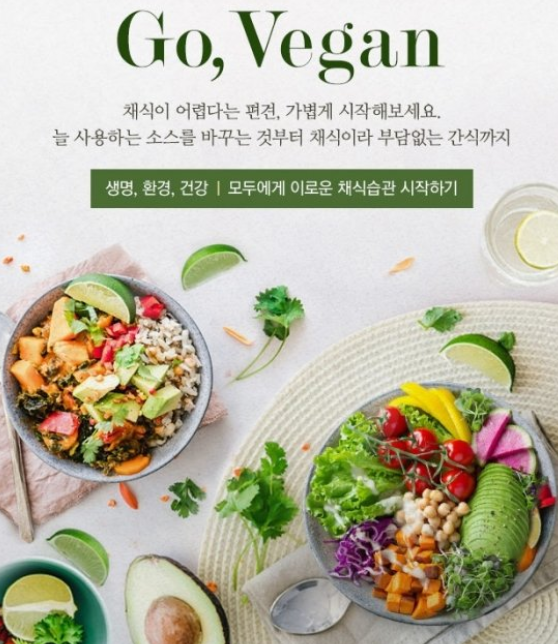 Go, Vegan
채식이 어렵다는 편견, 가볍게 시작해보세요.
늘 사용하는 소스를 바꾸는 것부터 채식이라 부담없는 간식까지
생명, 환경, 건강 | 모두에게 이로운 채식습관 시작하기